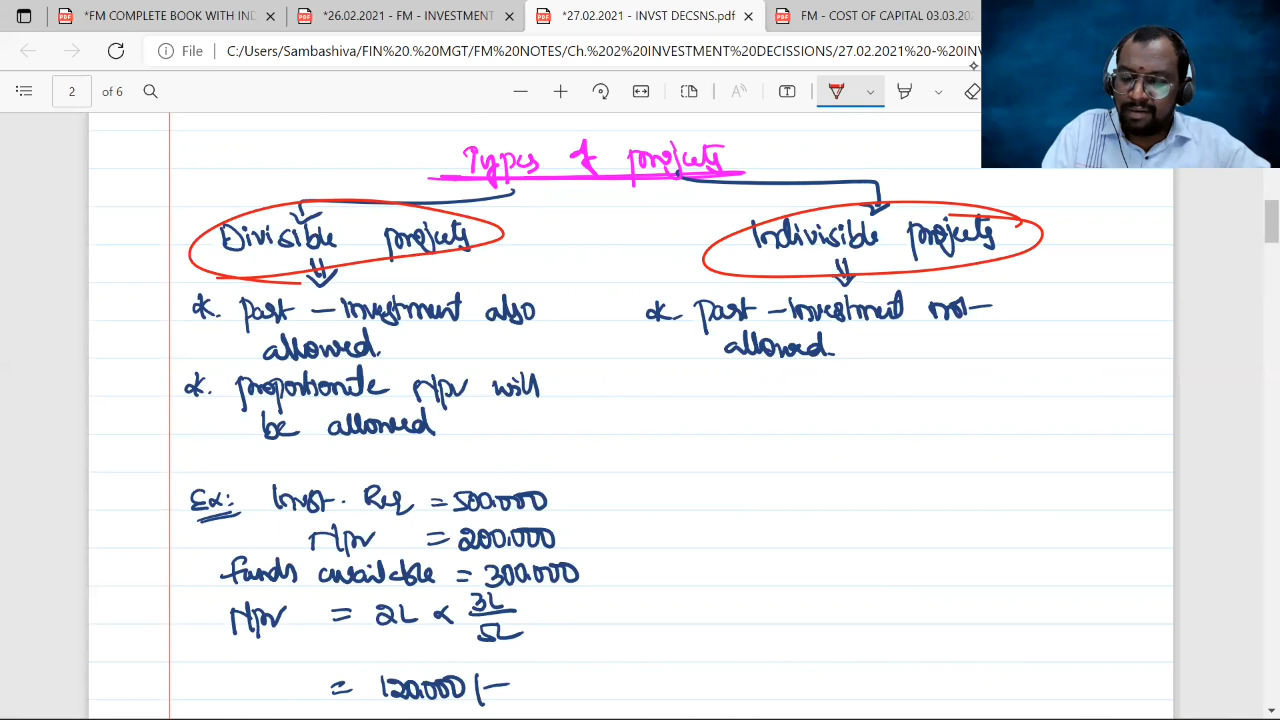 *FM COMPLETE BOOK WITH IND
*26.02.2021 - FM - INVESTMENT
*27.02.2021 - INVST DECSNS.pdf
FM - COST OF CAPITAL 03.03.202
File
C:/Users/Sambashiva/FIN%20.%20MGT/FM%20NOTES/Ch.%202%20INVESTMENT%20DECISSIONS/27.02.2021%20-%20INV
2 of 6
Types of projects
Divisible projects
Indivisible projects
*. part - investment also
allowed.
*. proportionate NPV will
be allowed
*. part - investment not
allowed.
Ex: Invst. Req = 500.000
NPV = 200.000
funds available = 300.000
NPV = 2L × 3L/5L
= 120.000/-